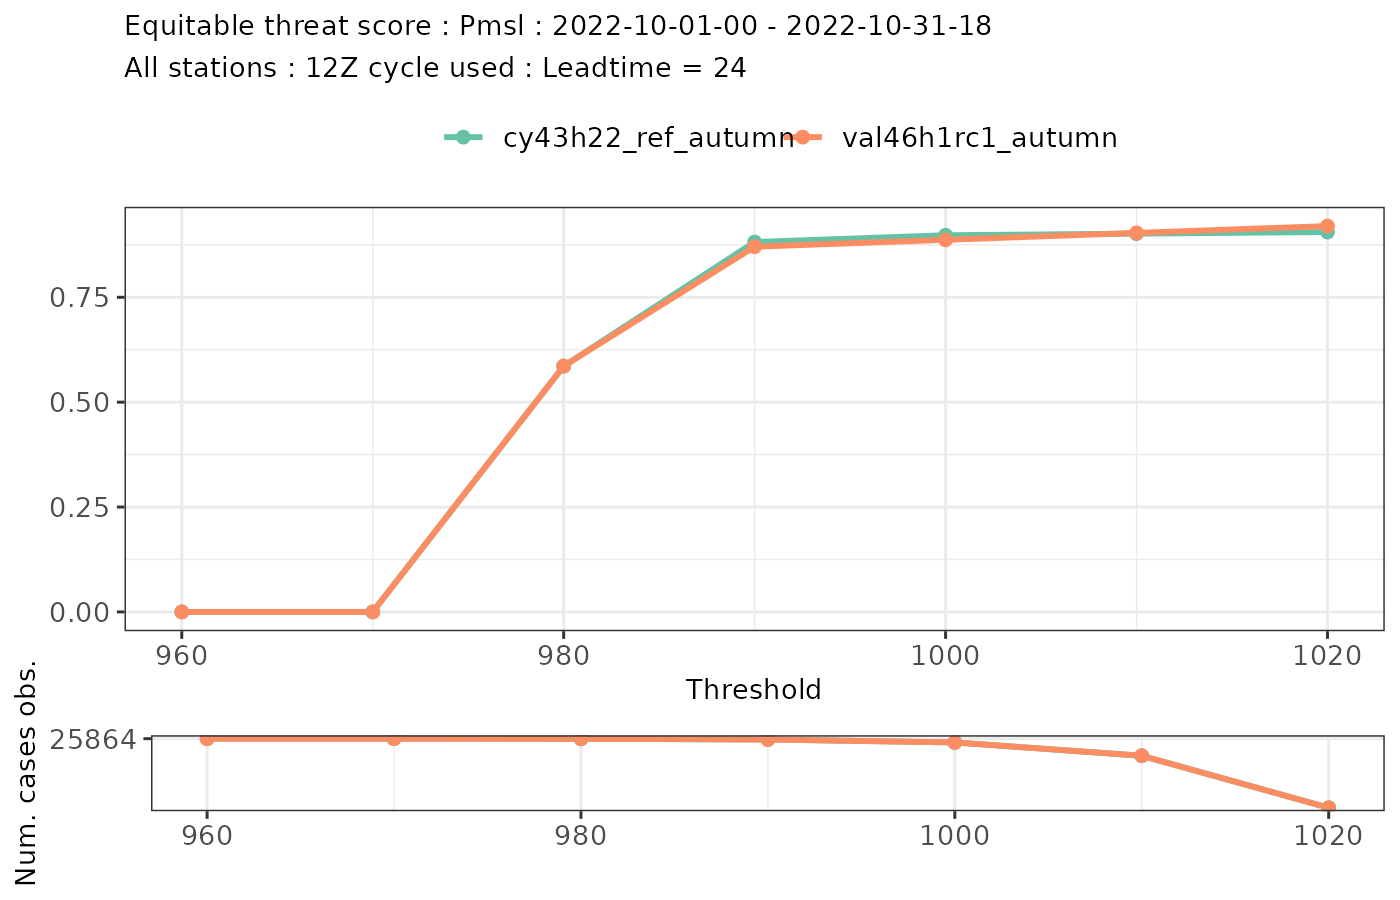 Equitable threat score : Pmsl : 2022-10-01-00 - 2022-10-31-18
All stations : 12Z cycle used : Leadtime = 24
cy43h22_ref_autumn val46h1rc1_autumn
0.75
0.50
0.25
0.00
960 980 1000 1020
Threshold
Num. cases obs.
25864
960 980 1000 1020